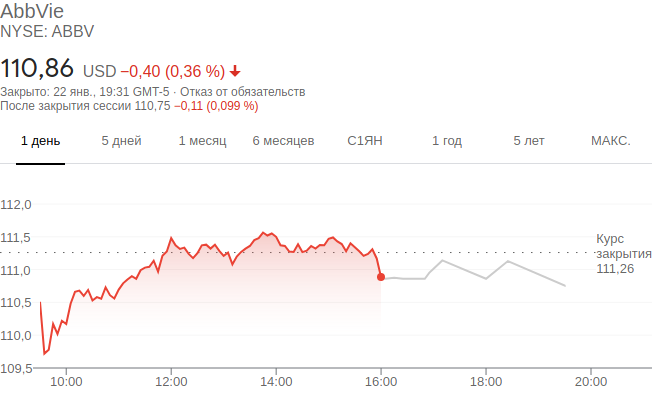 AbbVie
NYSE: ABBV
110,86 USD −0,40 (0,36 %)
Закрыто: 22 янв., 19:31 GMT-5 · Отказ от обязательств
После закрытия сессии 110,75 −0,11 (0,099 %)
1 день 5 дней 1 месяц 6 месяцев С1ЯН 1 год 5 лет МАКС.
112,0
111,5
111,0
110,5
110,0
109,5
Курс
закрытия
111,26
10:00 12:00 14:00 16:00 18:00 20:00